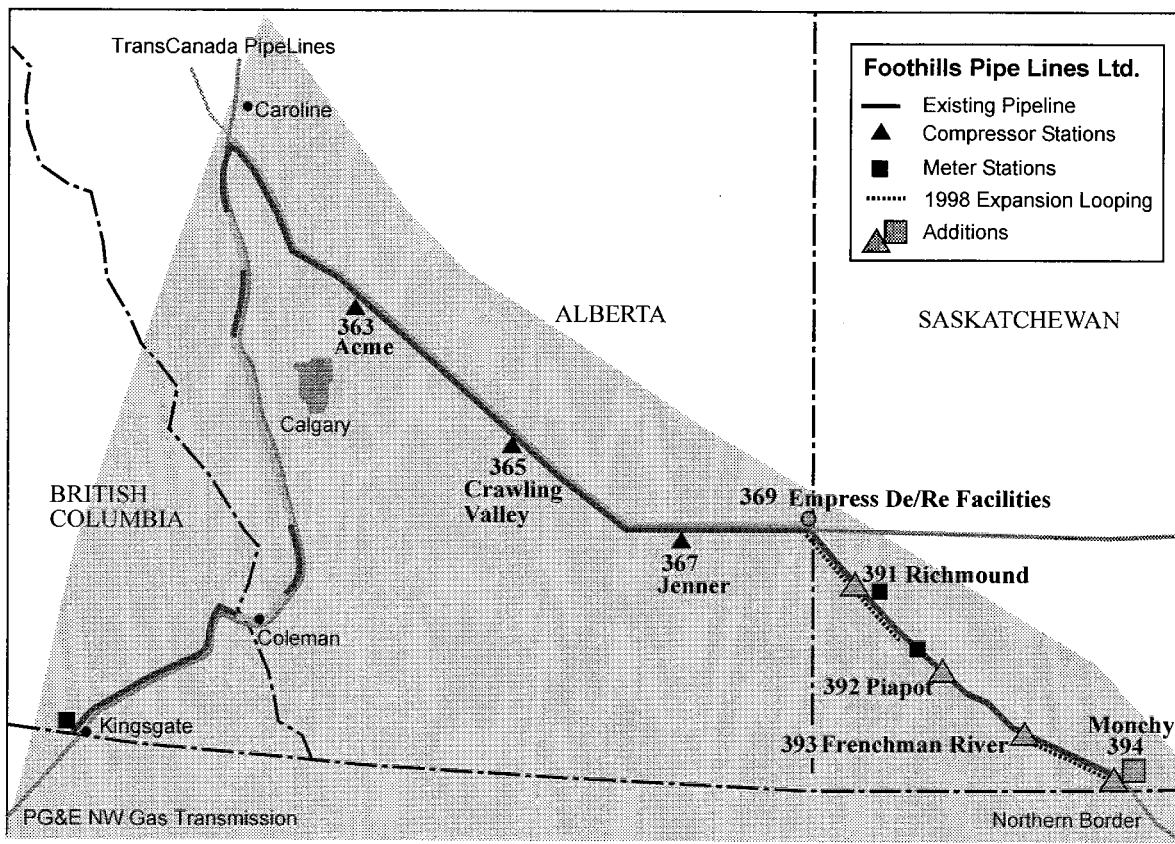 TransCanada PipeLines
Caroline
Foothills Pipe Lines Ltd.
Existing Pipeline
Compressor Stations
Meter Stations
1998 Expansion Looping
Additions
ALBERTA
SASKATCHEWAN
363
Acme
Calgary
365
Crawling
Valley
BRITISH
COLUMBIA
369 Empress De/Re Facilities
367
Jenner
391 Richmound
Coleman
392 Piapot
Kingsgate
393 Frenchman River
Monchy
394
PG&E NW Gas Transmission
Northern Border